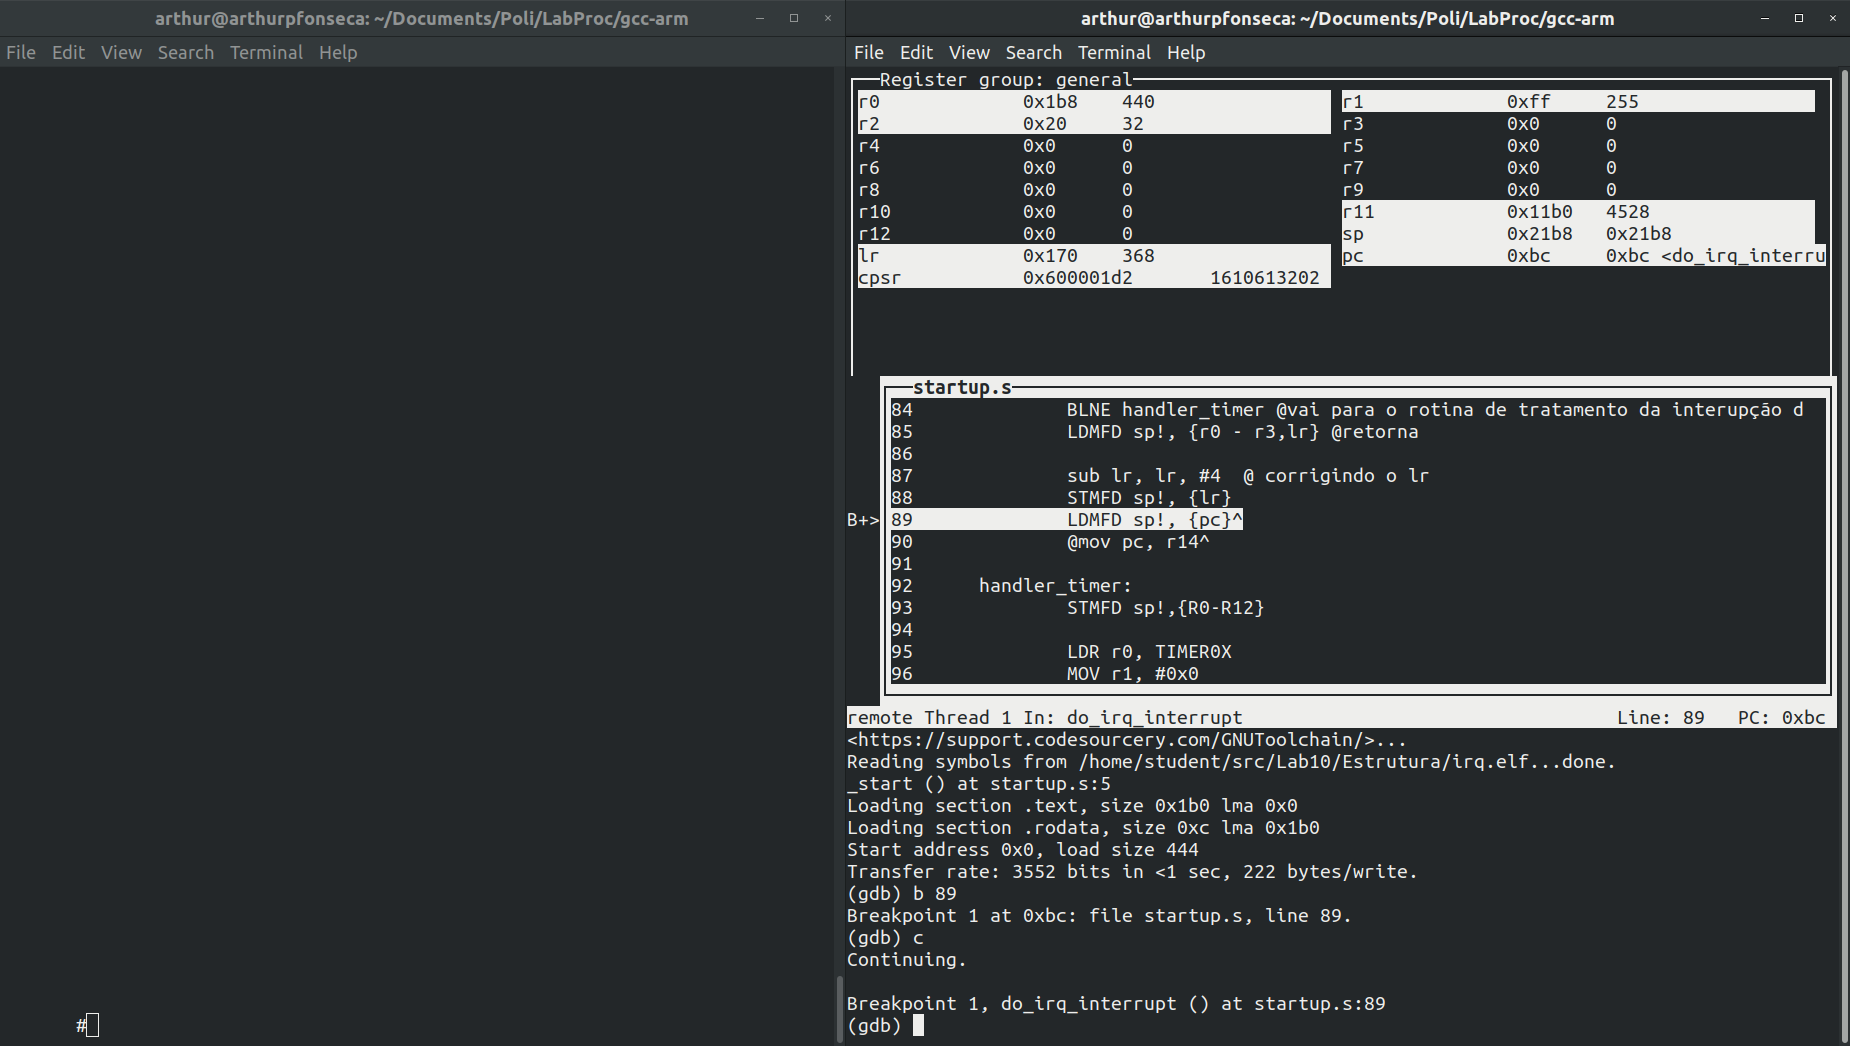 arthur@arthurpfonseca: ~/Documents/Poli/LabProc/gcc-arm
File Edit View Search Terminal Help
#
arthur@arthurpfonseca: ~/Documents/Poli/LabProc/gcc-arm
File Edit View Search Terminal Help
Register group: general
r0 0x1b8 440 r1 0xff 255
r2 0x20 32 r3 0x0 0
r4 0x0 0 r5 0x0 0
r6 0x0 0 r7 0x0 0
r8 0x0 0 r9 0x0 0
r10 0x0 0 r11 0x11b0 4528
r12 0x0 0 sp 0x21b8 0x21b8
lr 0x170 368 pc 0xbc 0xbc <do_irq_interru
cpsr 0x600001d2 1610613202
startup.s
84 BLNE handler_timer @vai para o rotina de tratamento da interupção d
85 LDMFD sp!, {r0 - r3,lr} @retorna
86
87 sub lr, lr, #4 @ corrigindo o lr
88 STMFD sp!, {lr}
B+> 89 LDMFD sp!, {pc}^
90 @mov pc, r14^
91
92 handler_timer:
93 STMFD sp!,{R0-R12}
94
95 LDR r0, TIMER0X
96 MOV r1, #0x0
remote Thread 1 In: do_irq_interrupt Line: 89 PC: 0xbc
<https://support.codesourcery.com/GNUToolchain/>...
Reading symbols from /home/student/src/Lab10/Estrutura/irq.elf...done.
_start () at startup.s:5
Loading section .text, size 0x1b0 lma 0x0
Loading section .rodata, size 0xc lma 0x1b0
Start address 0x0, load size 444
Transfer rate: 3552 bits in <1 sec, 222 bytes/write.
(gdb) b 89
Breakpoint 1 at 0xbc: file startup.s, line 89.
(gdb) c
Continuing.
Breakpoint 1, do_irq_interrupt () at startup.s:89
(gdb)